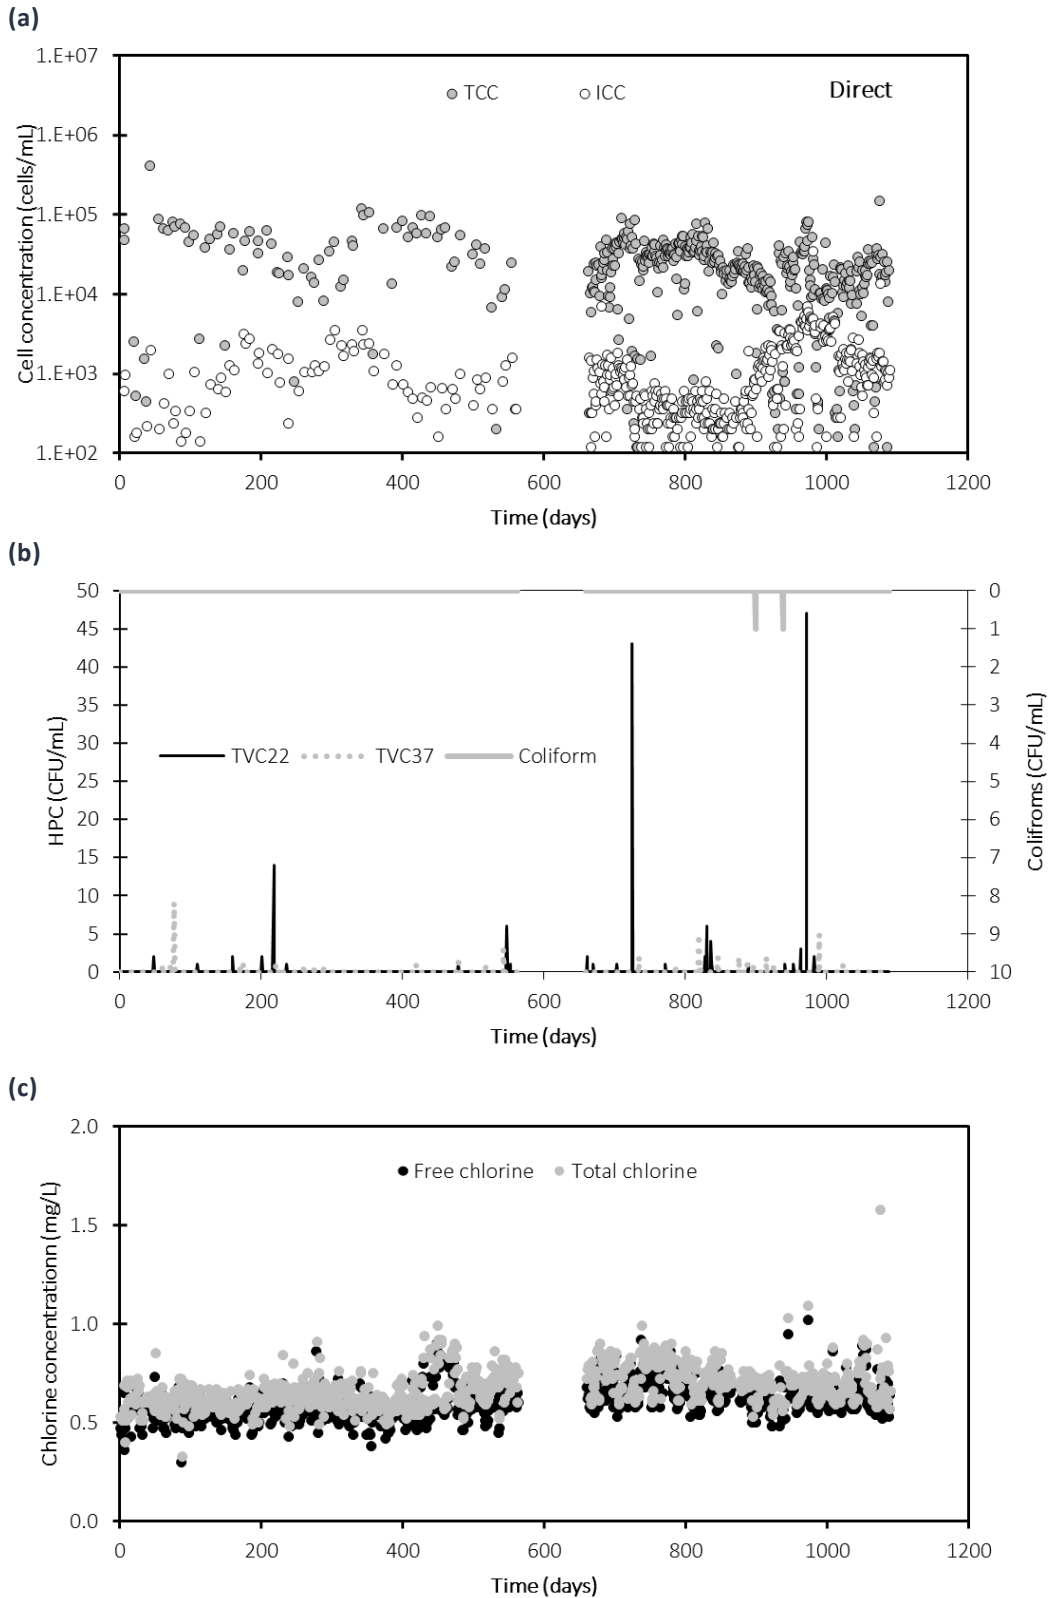 (a)
1.E+07
TCC
ICC
Direct
1.E+06
1.E+05
1.E+04
1.E+03
1.E+02
Cell concentration (cells/mL)
0 200 400 600 800 1000 1200
Time (days)
(b)
50 0
45 1
40 2
35 3
30 4
TVC22 TVC37 Coliform
25 5
20 6
15 7
10 8
5 9
0 10
HPC (CFU/mL)
Colifroms (CFU/mL)
0 200 400 600 800 1000 1200
Time (days)
(c)
2.0
Free chlorine Total chlorine
1.5
1.0
0.5
0.0
Chlorine concentrationn (mg/L)
0 200 400 600 800 1000 1200
Time (days)